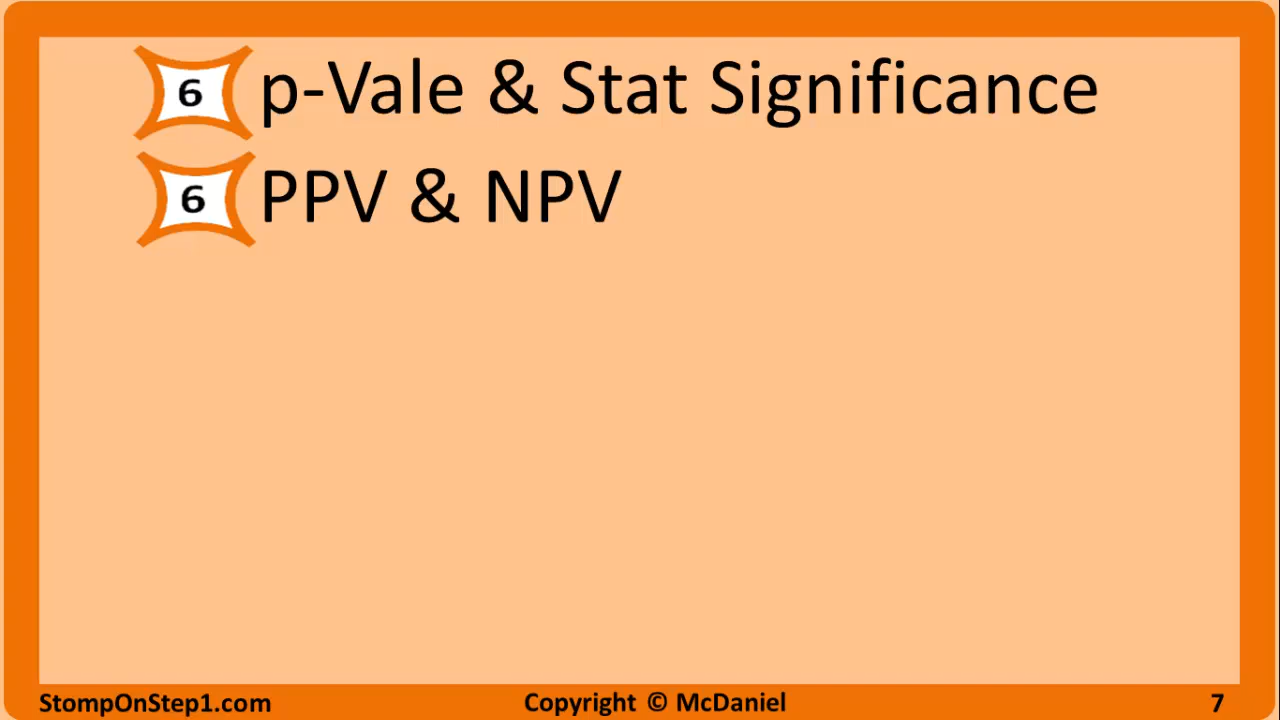 6 p-Vale & Stat Significance
6 PPV & NPV
StompOnStep1.com Copyright © McDaniel 7